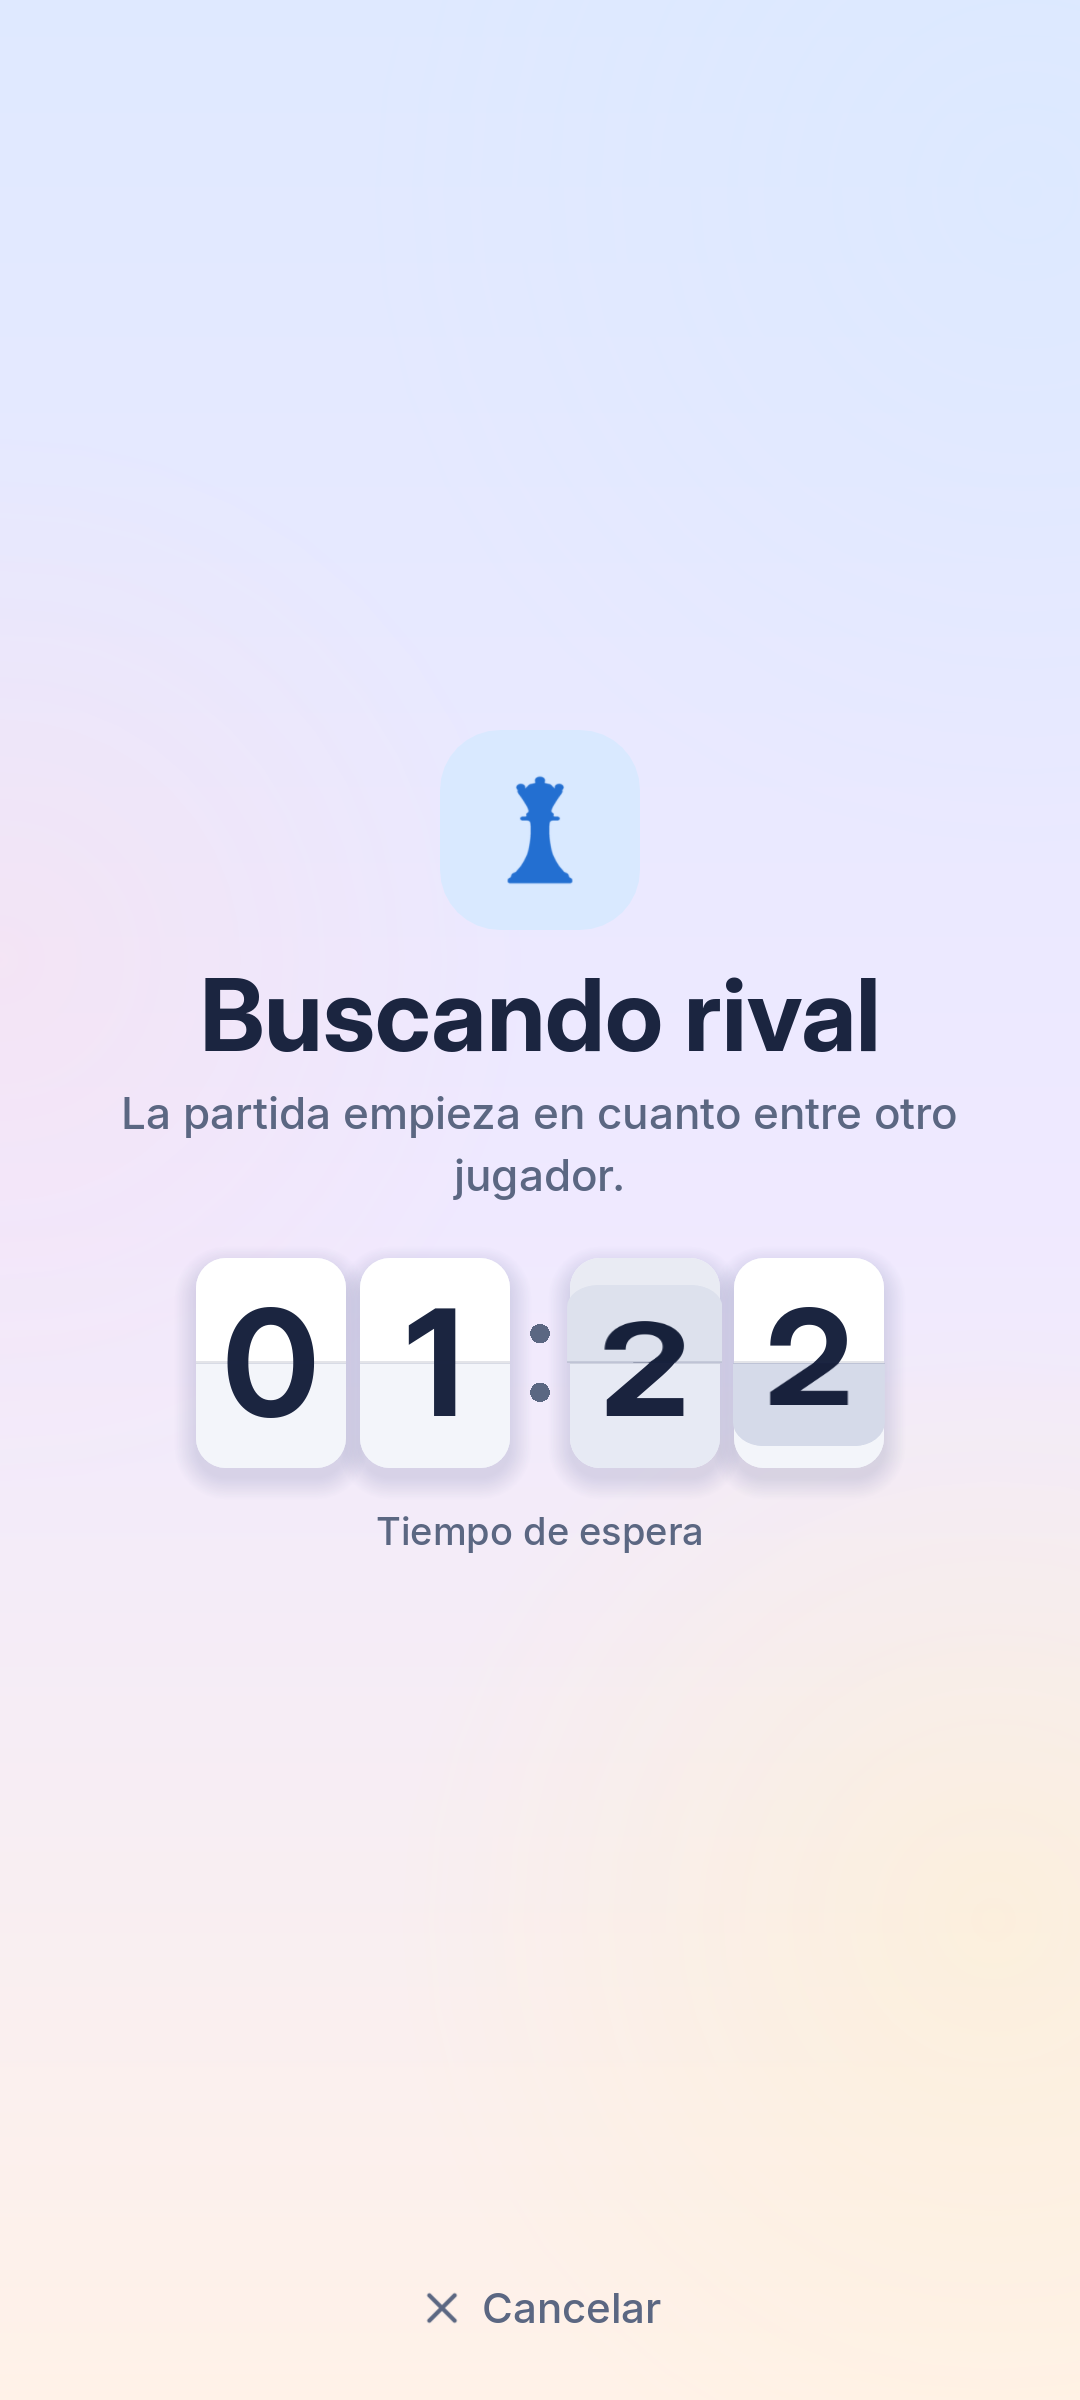 Buscando rival
La partida empieza en cuanto entre otro
jugador.
01:22
Tiempo de espera
Cancelar